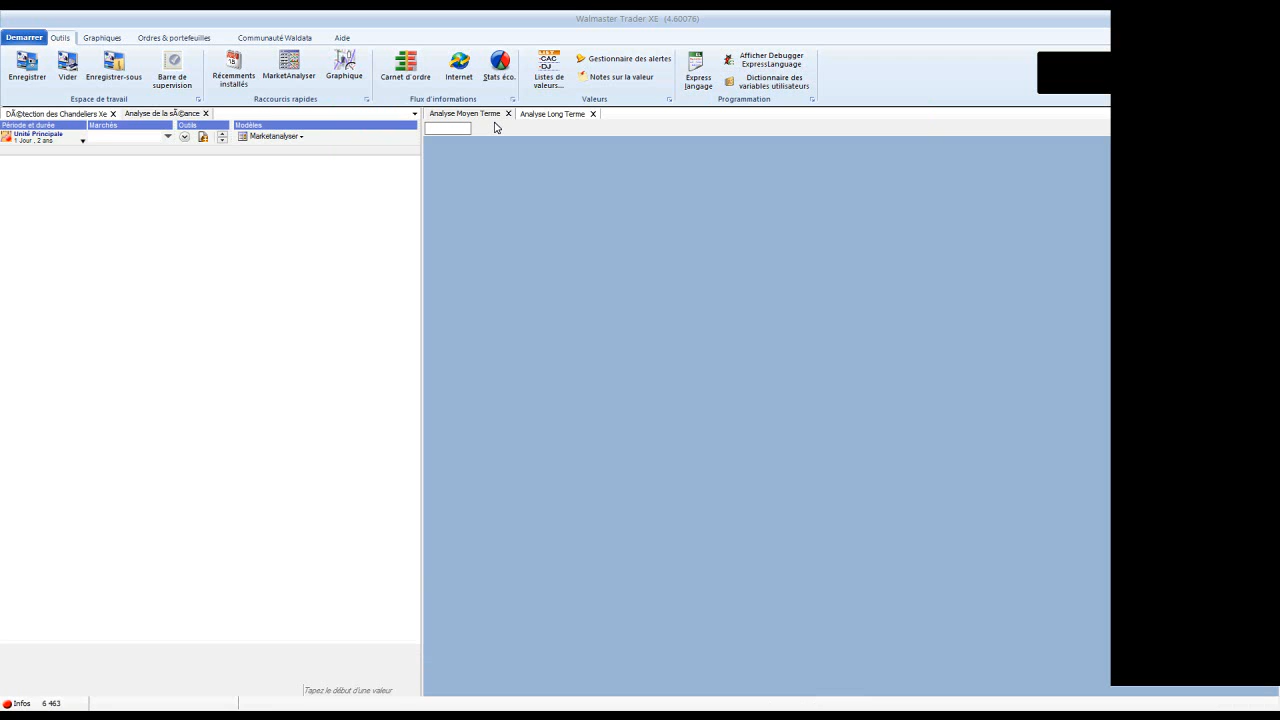 Walmaster Trader XE (4.60076)
Demarrer Outils Graphiques Ordres & portefeuilles Communauté Waldata Aide
Enregistrer Vider Enregistrer-sous Barre de supervision
Espace de travail
Récemments installés MarketAnalyser Graphique
Raccourcis rapides
Carnet d'ordre Internet Stats éco.
Flux d'informations
Listes de valeurs... Gestionnaire des alertes
Notes sur la valeur
Valeurs
Express langage Afficher Debugger ExpressLanguage
Dictionnaire des variables utilisateurs
Programmation
DÃ©tection des Chandeliers Xe Analyse de la sÃ©ance
Période et durée Marchés Outils Modèles
Unité Principale
1 Jour , 2 ans
Marketanalyser
Analyse Moyen Terme Analyse Long Terme
Tapez le début d'une valeur
Infos 6 463